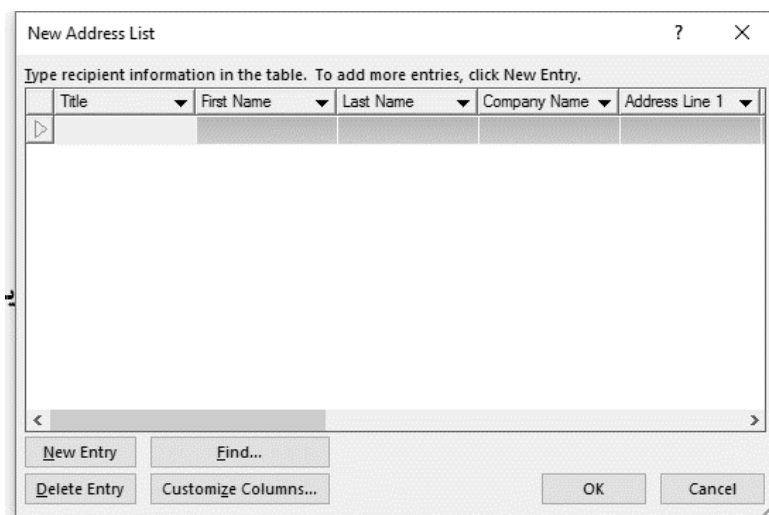 New Address List ?
Type recipient information in the table. To add more entries, click New Entry.
Title First Name Last Name Company Name Address Line 1
New Entry Find...
Delete Entry Customize Columns... OK Cancel